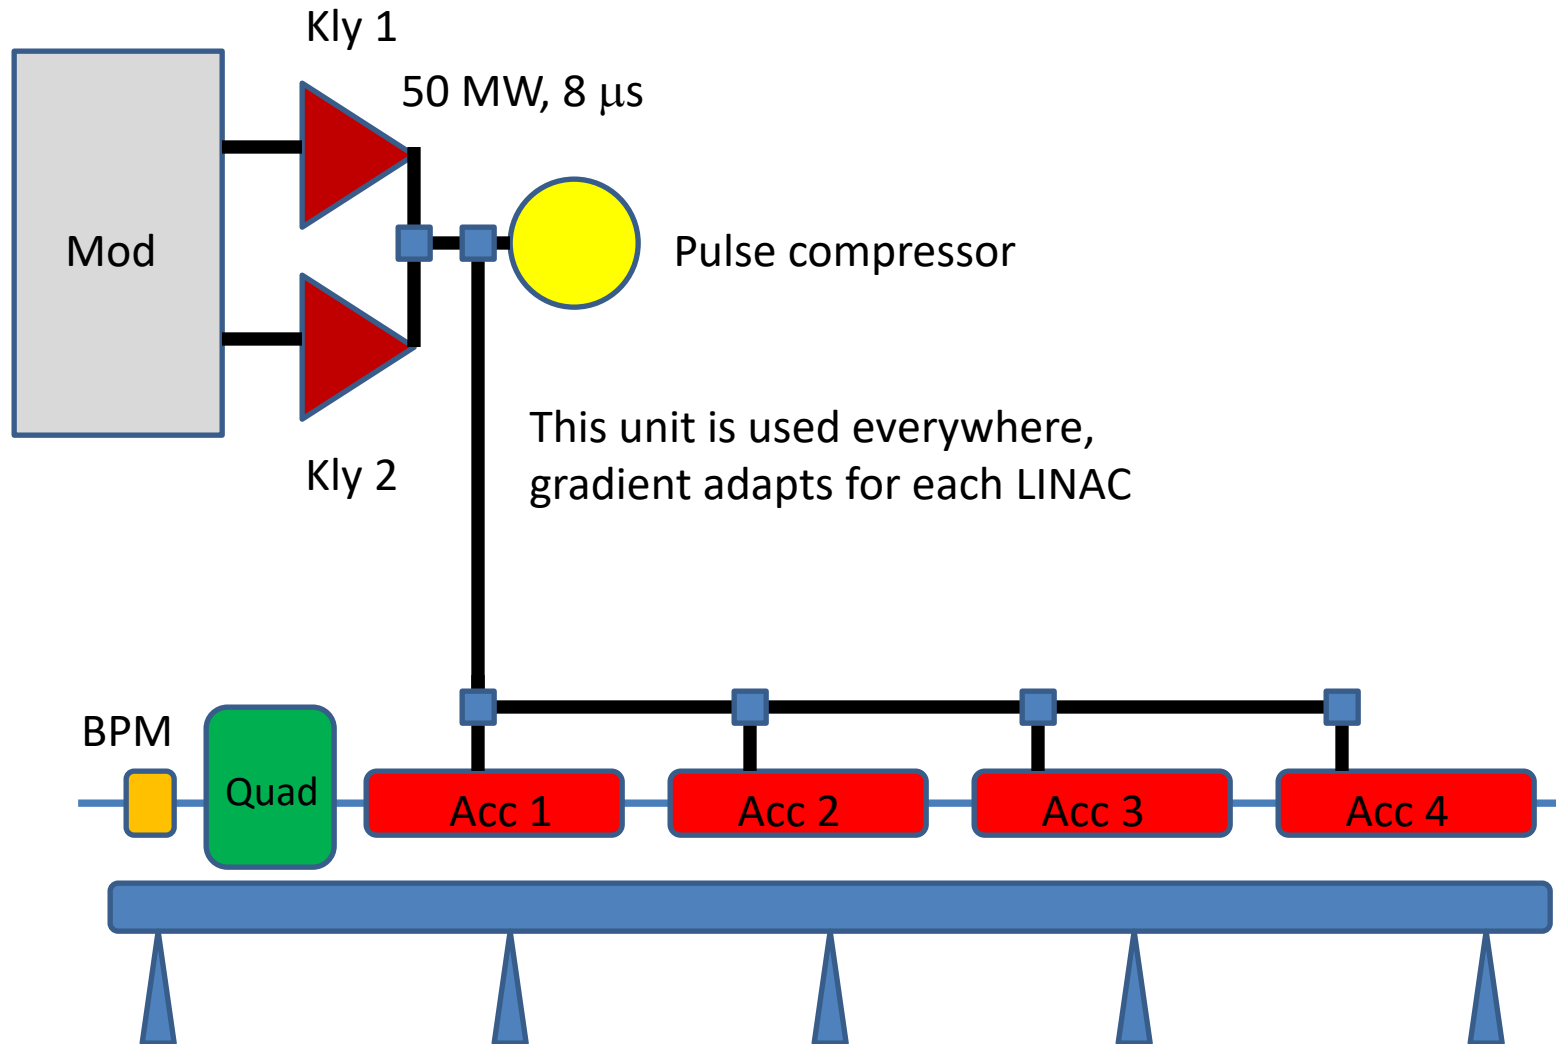 Kly 1
50 MW, 8 μs
Mod
Pulse compressor
This unit is used everywhere,
gradient adapts for each LINAC
Kly 2
BPM
Quad
Acc 1
Acc 2
Acc 3
Acc 4